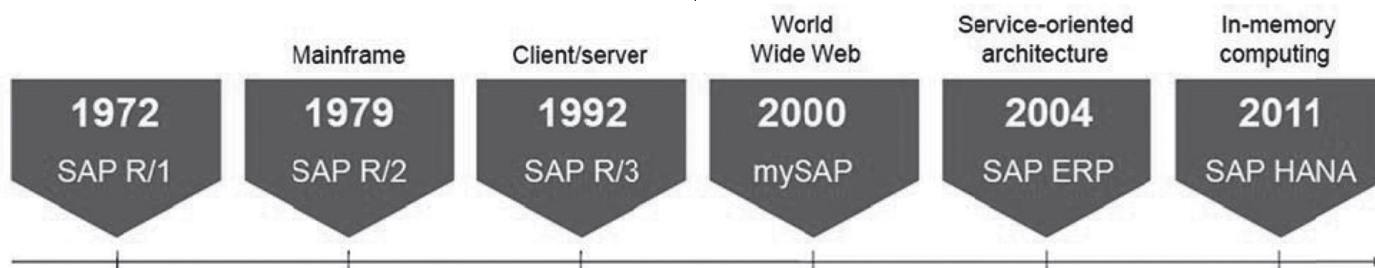 Mainframe
Client/server
World
Wide Web
Service-oriented
architecture
In-memory
computing
1972
SAP R/1
1979
SAP R/2
1992
SAP R/3
2000
mySAP
2004
SAP ERP
2011
SAP HANA